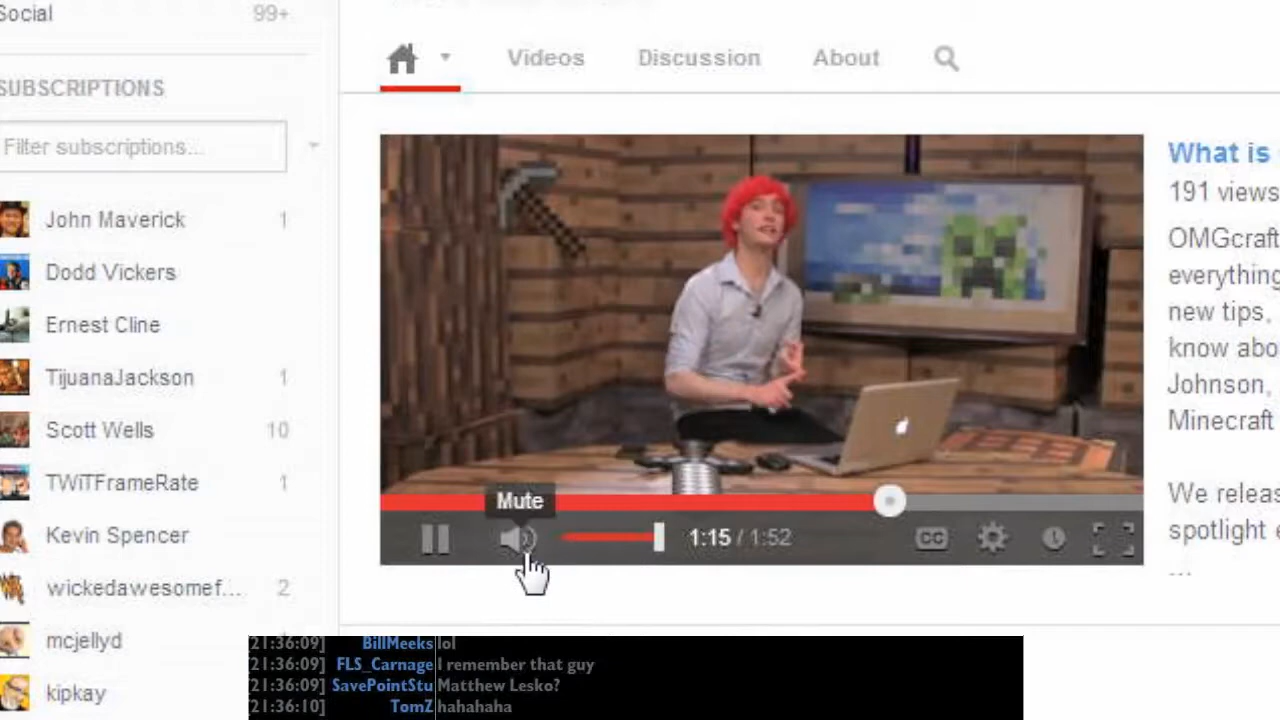 Social 99+
SUBSCRIPTIONS
Filter subscriptions...
John Maverick 1
Dodd Vickers
Ernest Cline
TijuanaJackson 1
Scott Wells 10
TWiTFrameRate 1
Kevin Spencer
wickedawesomef... 2
mcjellyd
kipkay
Videos Discussion About
Mute
1:15 / 1:52
CC
What is
191 views
OMGcraft
everything
new tips,
know abo
Johnson,
Minecraft
We releas
spotlight e
...
[21:36:09] BillMeeks lol
[21:36:09] FLS_Carnage I remember that guy
[21:36:09] SavePointStu Matthew Lesko?
[21:36:10] TomZ hahahaha